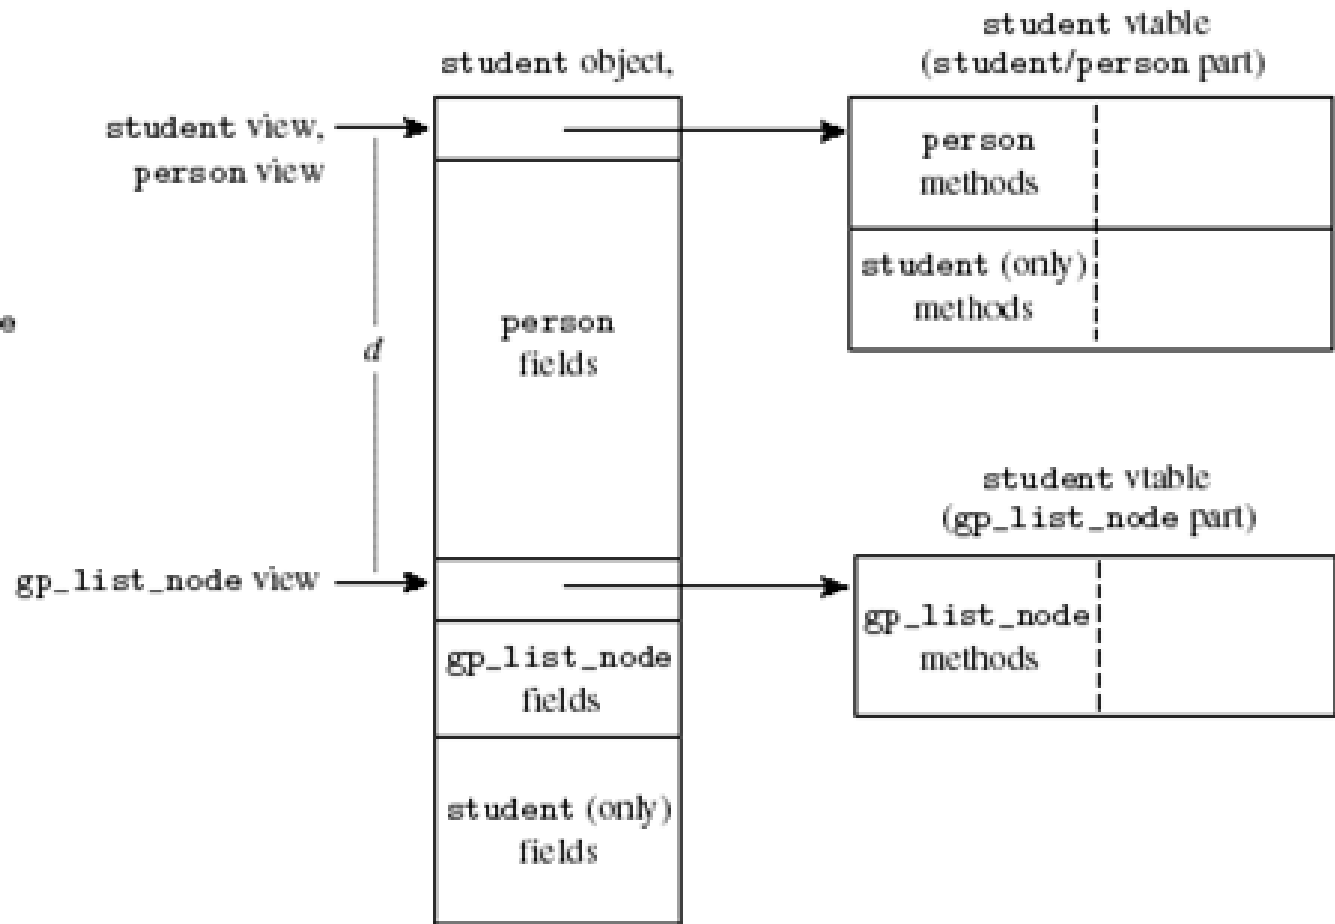 student object,
student view,
person view
d
person
fields
gp_list_node view
gp_list_node
fields
student (only)
fields
student vtable
(student/person part)
person
methods
student (only)
methods
student vtable
(gp_list_node part)
gp_list_node
methods
e